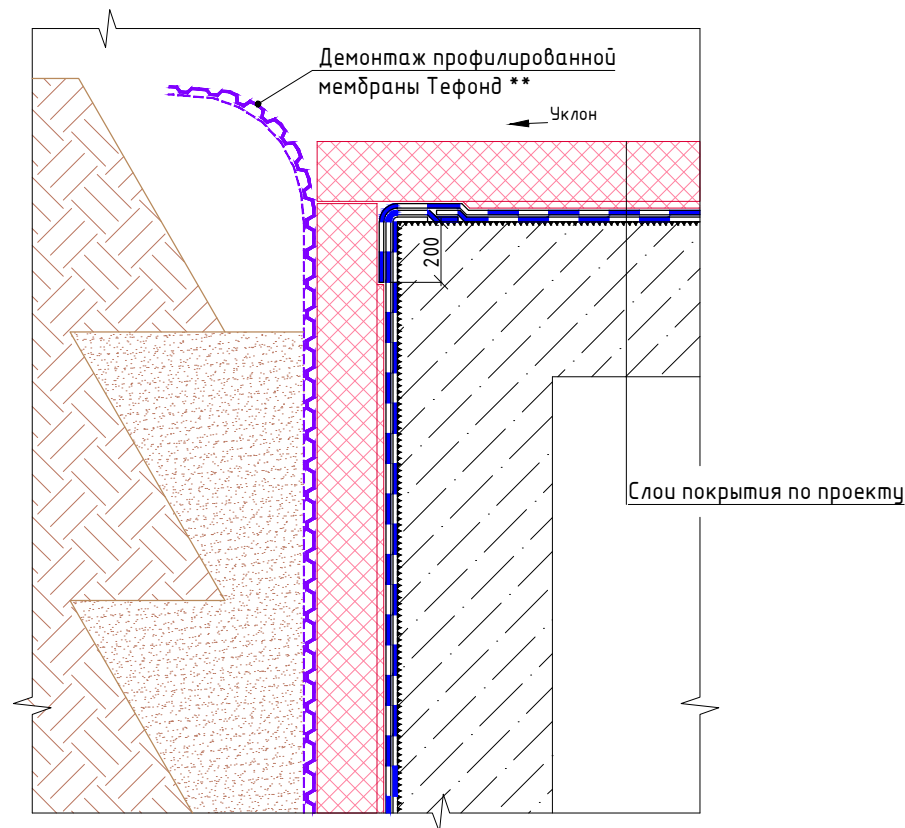 Демонтаж профилированной
мембраны Тефонд **
Уклон
200
Слои покрытия по проекту